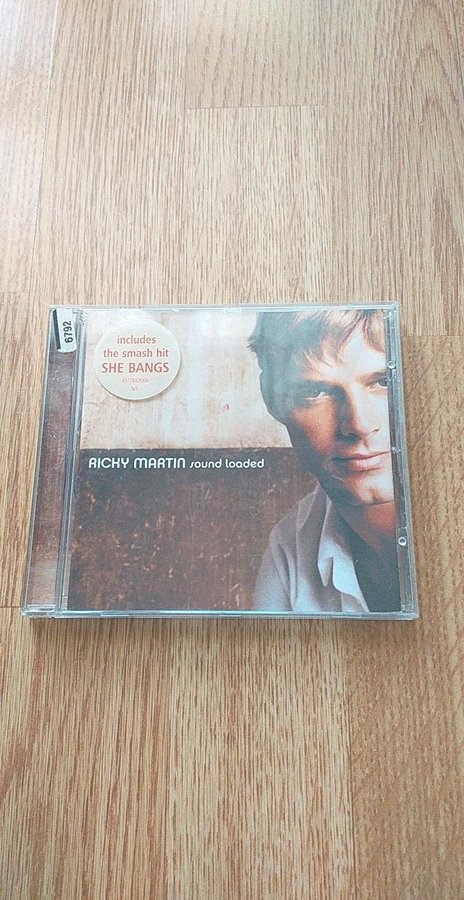 6792
includes
the smash hit
SHE BANGS
RICKY MARTIN sound loaded